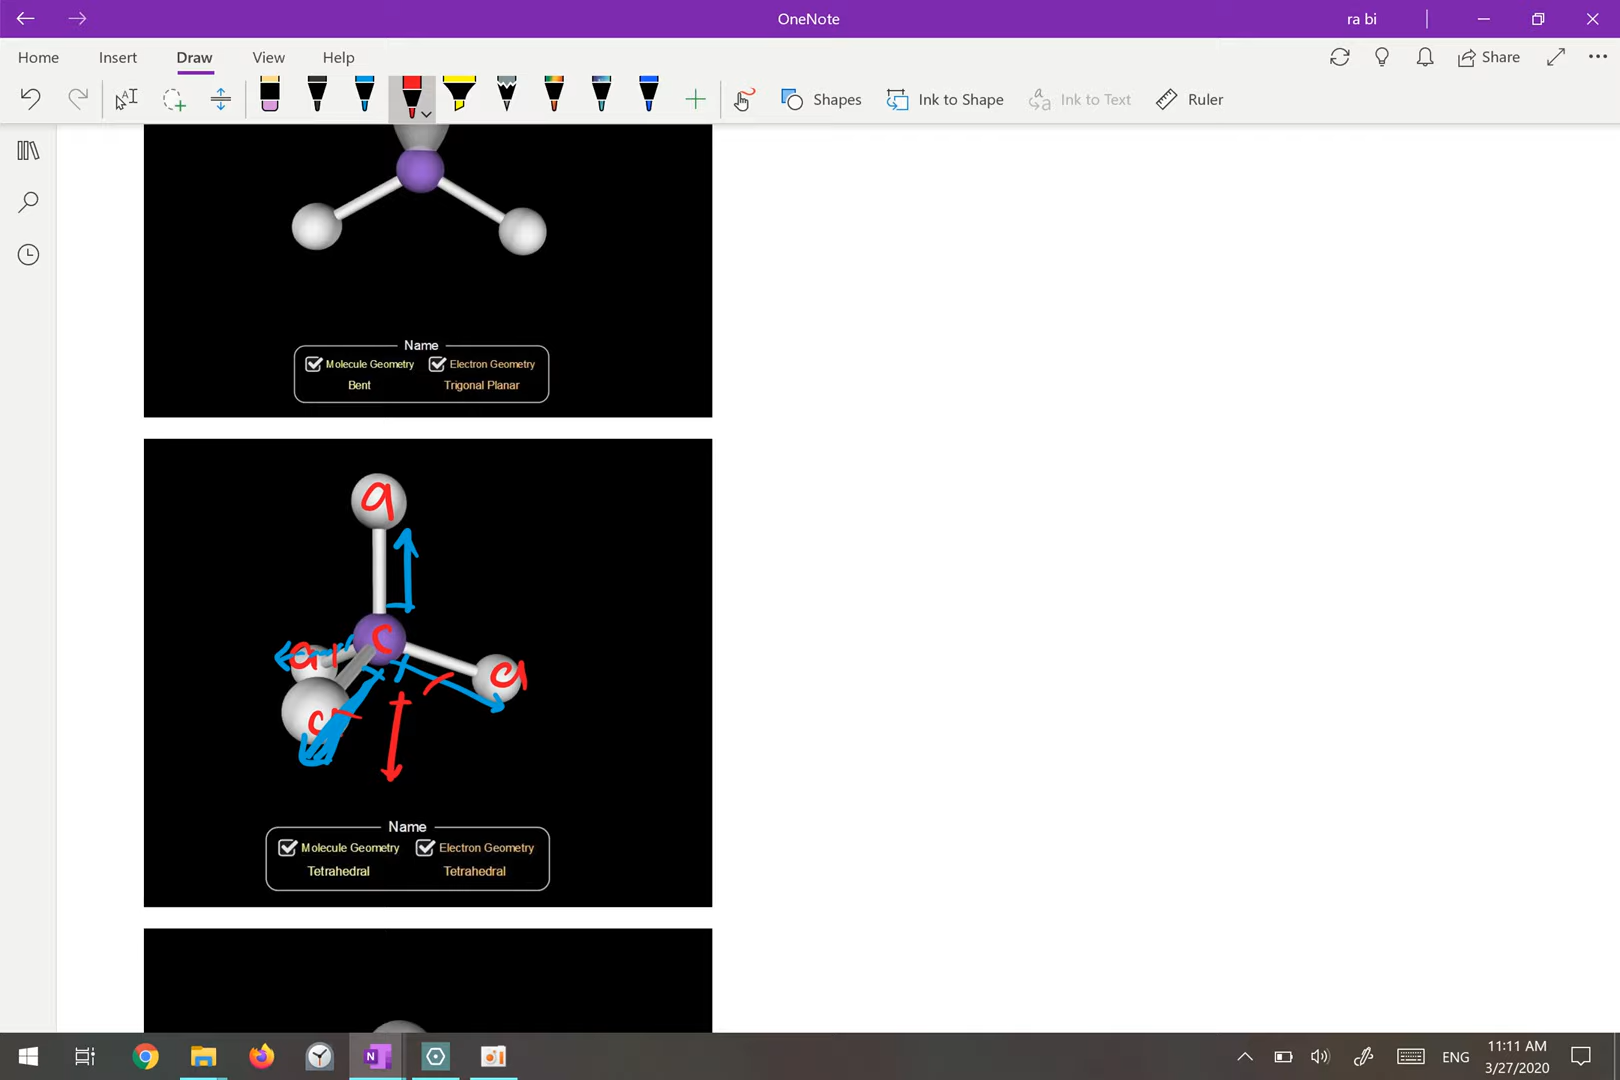 OneNote
ra bi
Home Insert Draw View Help
Share
Shapes
Ink to Shape
Ink to Text
Ruler
Name
Molecule Geometry Electron Geometry
Bent Trigonal Planar
a
c
a
a
Name
Molecule Geometry Electron Geometry
Tetrahedral Tetrahedral
ENG
11:11 AM
3/27/2020